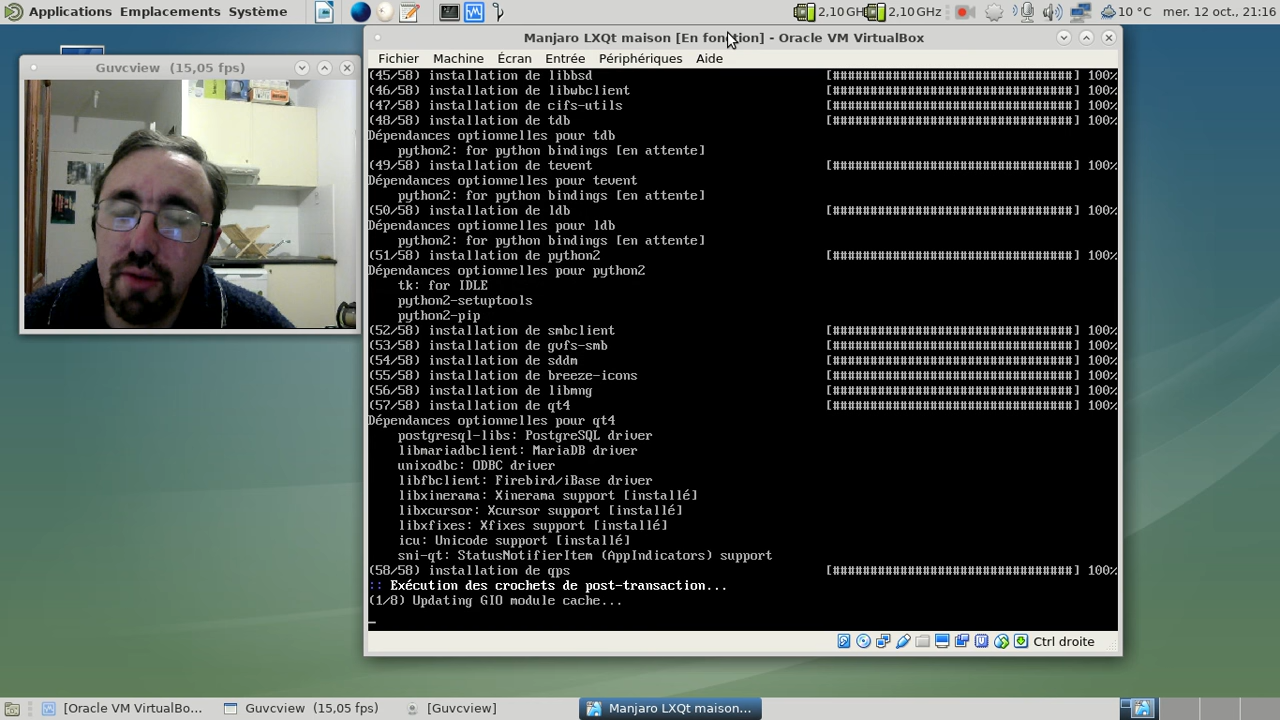 Applications Emplacements Système
2,10 GHz
2,10 GHz
10 °C
mer. 12 oct., 21:16
Guvcview (15,05 fps)
Manjaro LXQt maison [En fonction] - Oracle VM VirtualBox
Fichier Machine Écran Entrée Périphériques Aide
(45/58) installation de libbsd [################################] 100%
(46/58) installation de libwbclient [################################] 100%
(47/58) installation de cifs-utils [################################] 100%
(48/58) installation de tdb [################################] 100%
Dépendances optionnelles pour tdb
python2: for python bindings [en attente]
(49/58) installation de tevent [################################] 100%
Dépendances optionnelles pour tevent
python2: for python bindings [en attente]
(50/58) installation de ldb [################################] 100%
Dépendances optionnelles pour ldb
python2: for python bindings [en attente]
(51/58) installation de python2 [################################] 100%
Dépendances optionnelles pour python2
tk: for IDLE
python2-setuptools
python2-pip
(52/58) installation de smbclient [################################] 100%
(53/58) installation de gvfs-smb [################################] 100%
(54/58) installation de sddm [################################] 100%
(55/58) installation de breeze-icons [################################] 100%
(56/58) installation de libmng [################################] 100%
(57/58) installation de qt4 [################################] 100%
Dépendances optionnelles pour qt4
postgresql-libs: PostgreSQL driver
libmariadbclient: MariaDB driver
unixodbc: ODBC driver
libfbclient: Firebird/iBase driver
libxinerama: Xinerama support [installé]
libxcursor: Xcursor support [installé]
libxfixes: Xfixes support [installé]
icu: Unicode support [installé]
sni-qt: StatusNotifierItem (AppIndicators) support
(58/58) installation de qps [################################] 100%
:: Exécution des crochets de post-transaction...
(1/8) Updating GIO module cache...
Ctrl droite
[Oracle VM VirtualBo...
Guvcview (15,05 fps)
[Guvcview]
Manjaro LXQt maison...